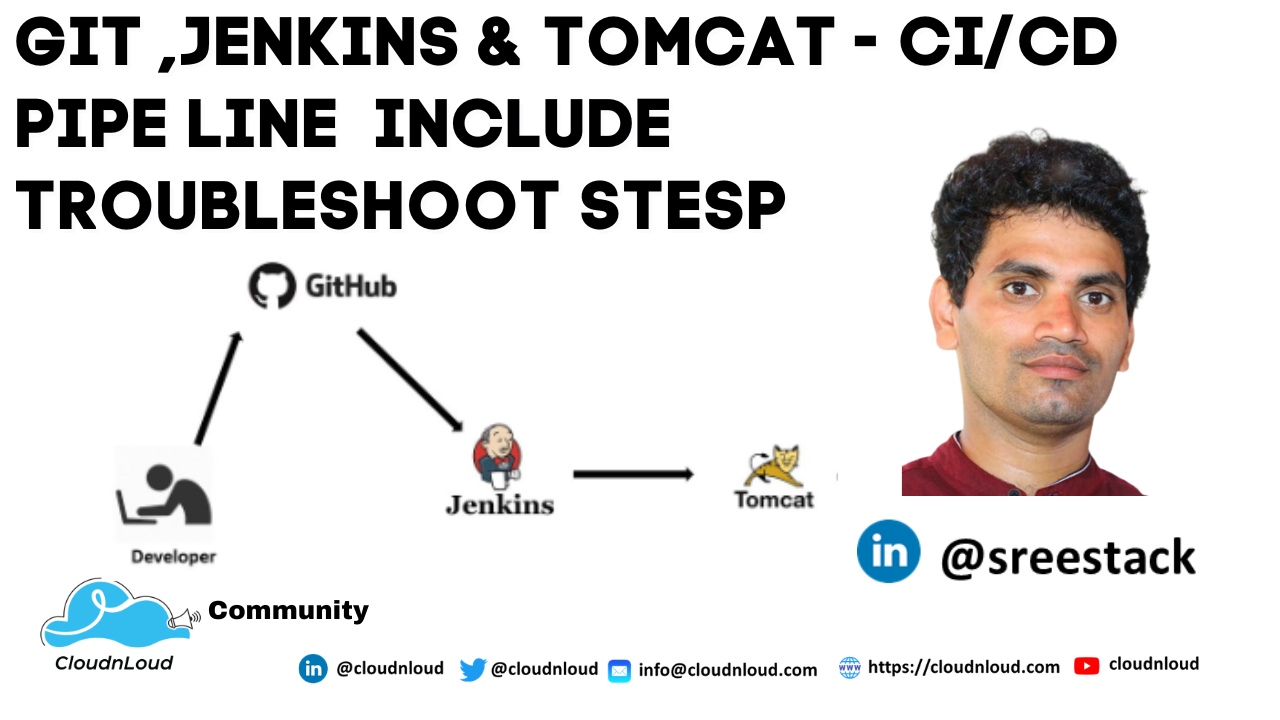 GIT ,JENKINS & TOMCAT - CI/CD
PIPE LINE INCLUDE
TROUBLESHOOT STESP
GitHub
Jenkins
Tomcat
Developer
in @sreestack
Community
CloudnLoud
in @cloudnloud @cloudnloud info@cloudnloud.com WWW https://cloudnloud.com cloudnloud